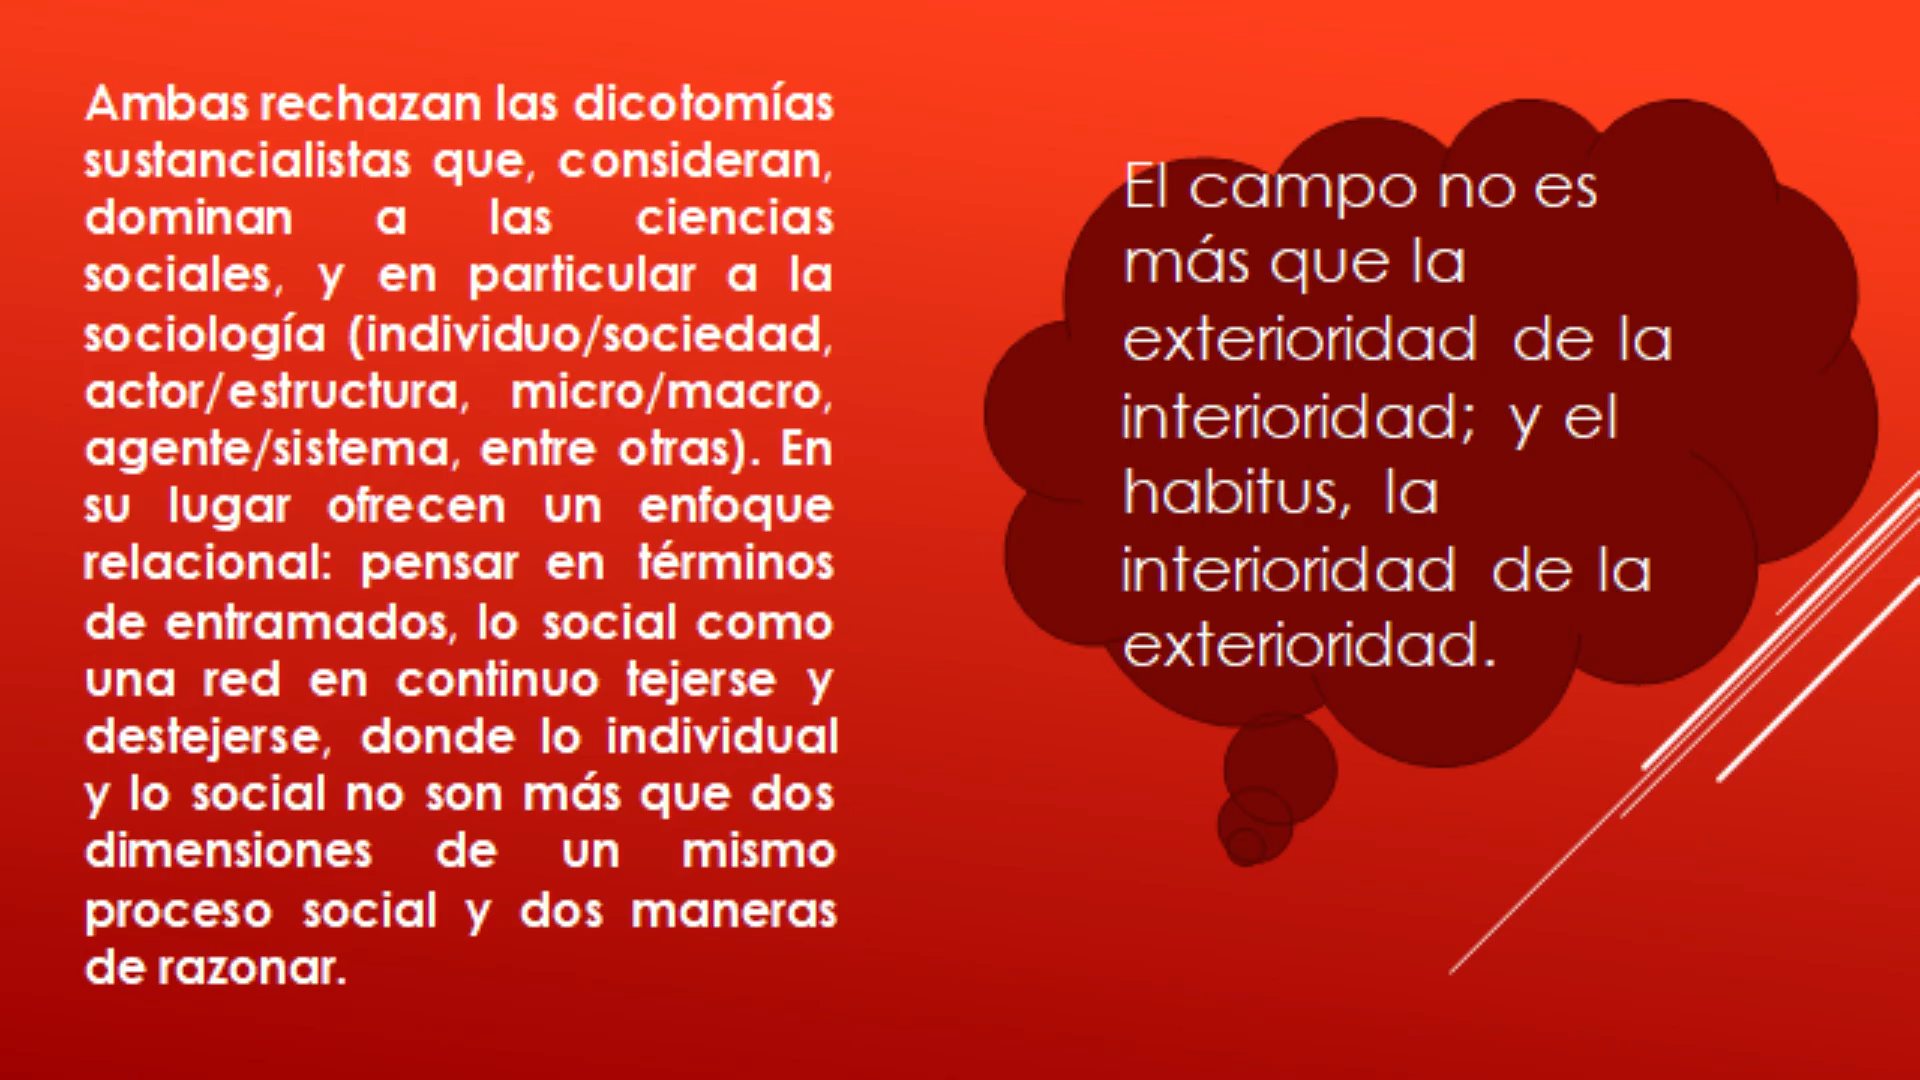 Ambas rechazan las dicotomías
sustancialistas que, consideran,
dominan a las ciencias
sociales, y en particular a la
sociología (individuo/sociedad,
actor/estructura, micro/macro,
agente/sistema, entre otras). En
su lugar ofrecen un enfoque
relacional: pensar en términos
de entramados, lo social como
una red en continuo tejerse y
destejerse, donde lo individual
y lo social no son más que dos
dimensiones de un mismo
proceso social y dos maneras
de razonar.
El campo no es
más que la
exterioridad de la
interioridad; y el
habitus, la
interioridad de la
exterioridad.